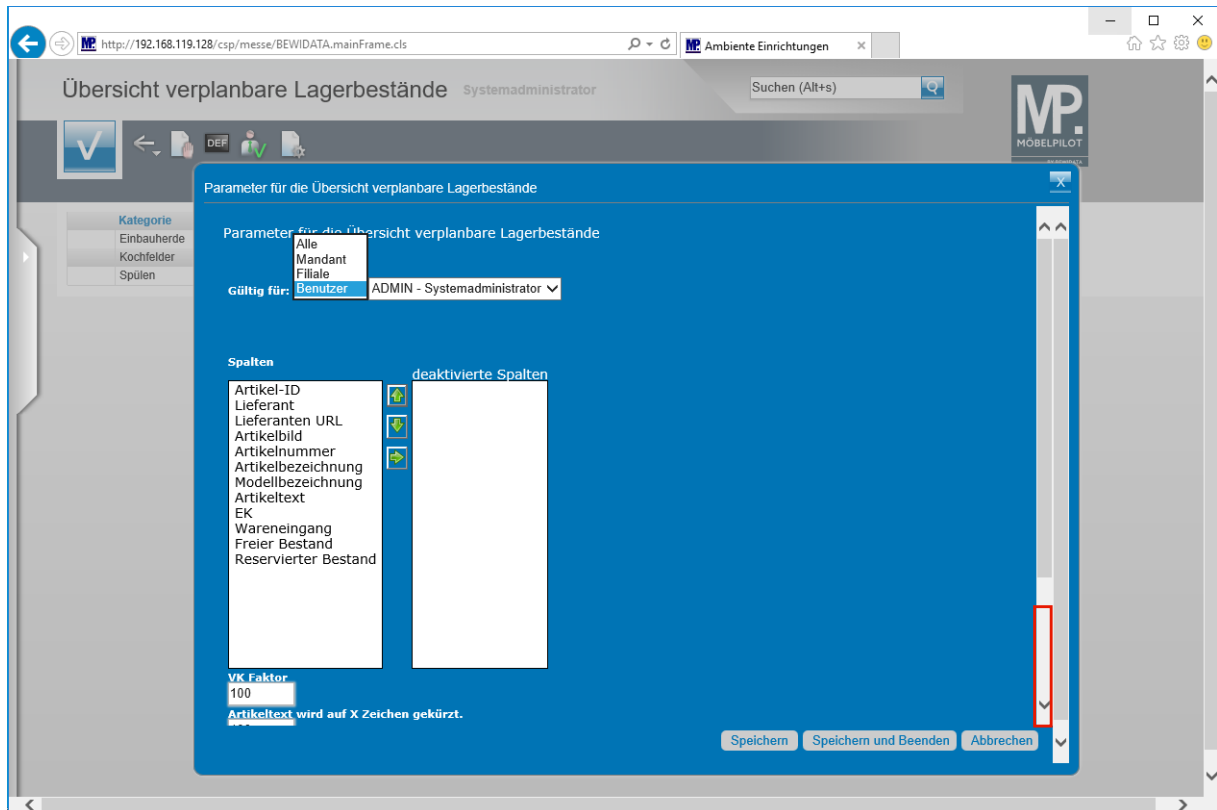 http://192.168.119.128/csp/messe/BEWIDATA.mainFrame.cls
MP. Ambiente Einrichtungen
Übersicht verplanbare Lagerbestände Systemadministrator
Suchen (Alt+s)
MP.
MÖBELPILOT
DEF
Parameter für die Übersicht verplanbare Lagerbestände
X
Kategorie
Einbauherde
Kochfelder
Spülen
Parameter für die Übersicht verplanbare Lagerbestände
Alle
Mandant
Filiale
Gültig für: Benutzer ADMIN - Systemadministrator
Spalten
deaktivierte Spalten
Artikel-ID
Lieferant
Lieferanten URL
Artikelbild
Artikelnummer
Artikelbezeichnung
Modellbezeichnung
Artikeltext
EK
Wareneingang
Freier Bestand
Reservierter Bestand
VK Faktor
100
Artikeltext wird auf X Zeichen gekürzt.
Speichern Speichern und Beenden Abbrechen